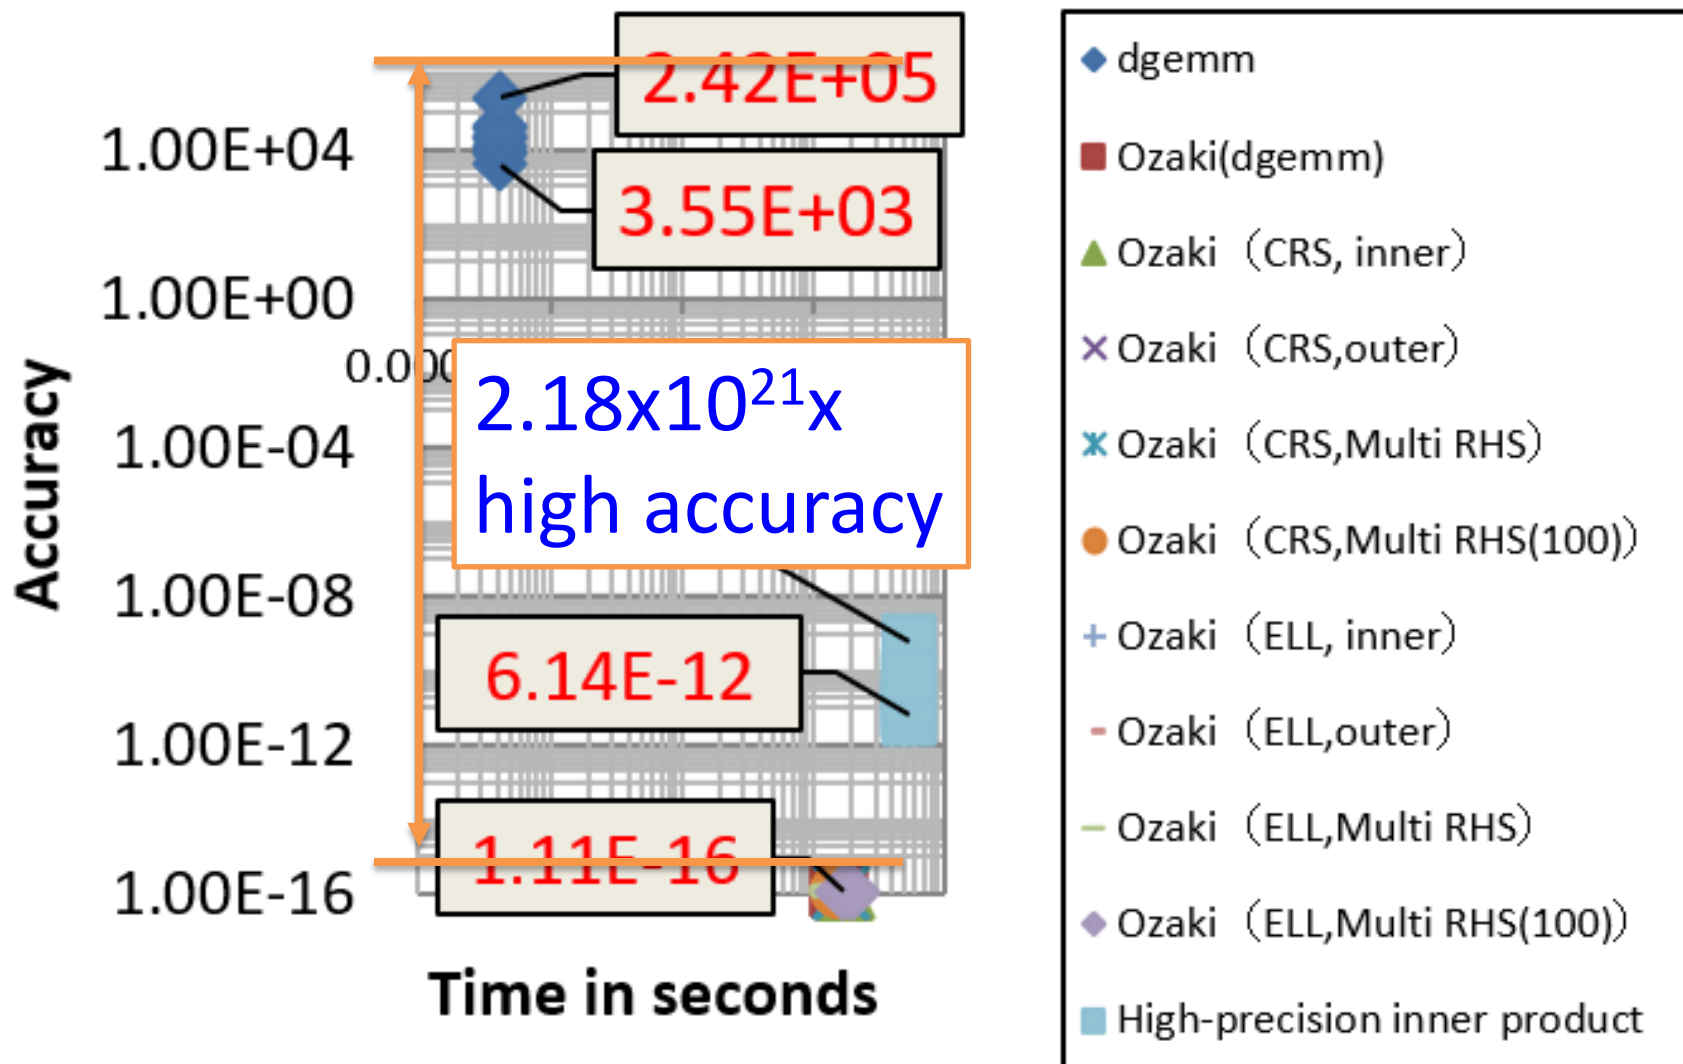 2.42E+05
1.00E+04
3.55E+03
1.00E+00
2.18x10²¹x
high accuracy
1.00E-04
Accuracy
1.00E-08
6.14E-12
1.00E-12
1.11E-16
1.00E-16
Time in seconds
dgemm
Ozaki(dgemm)
Ozaki （CRS, inner）
Ozaki （CRS,outer）
Ozaki （CRS,Multi RHS）
Ozaki （CRS,Multi RHS(100)）
Ozaki （ELL, inner）
Ozaki （ELL,outer）
Ozaki （ELL,Multi RHS）
Ozaki （ELL,Multi RHS(100)）
High-precision inner product